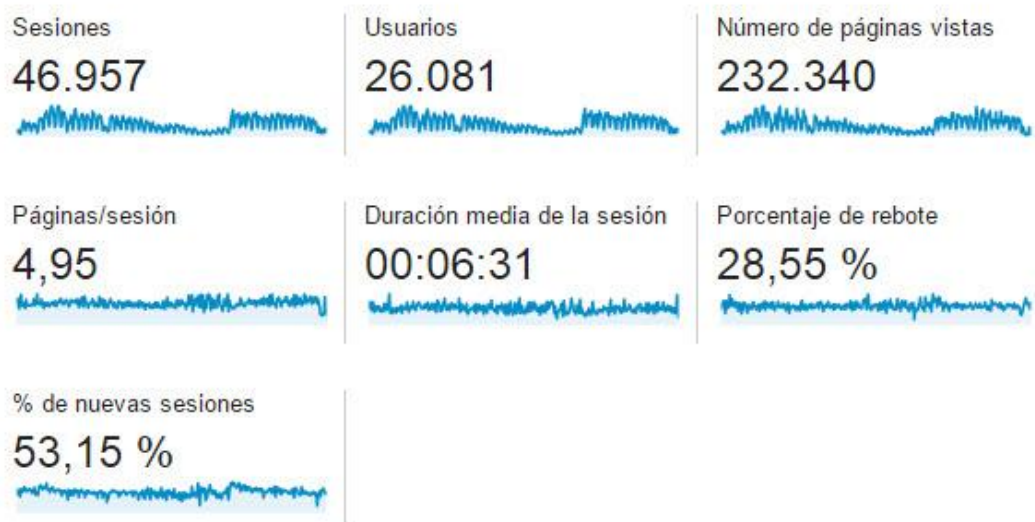 Sesiones
46.957
Usuarios
26.081
Número de páginas vistas
232.340
Páginas/sesión
4,95
Duración media de la sesión
00:06:31
Porcentaje de rebote
28,55 %
% de nuevas sesiones
53,15 %